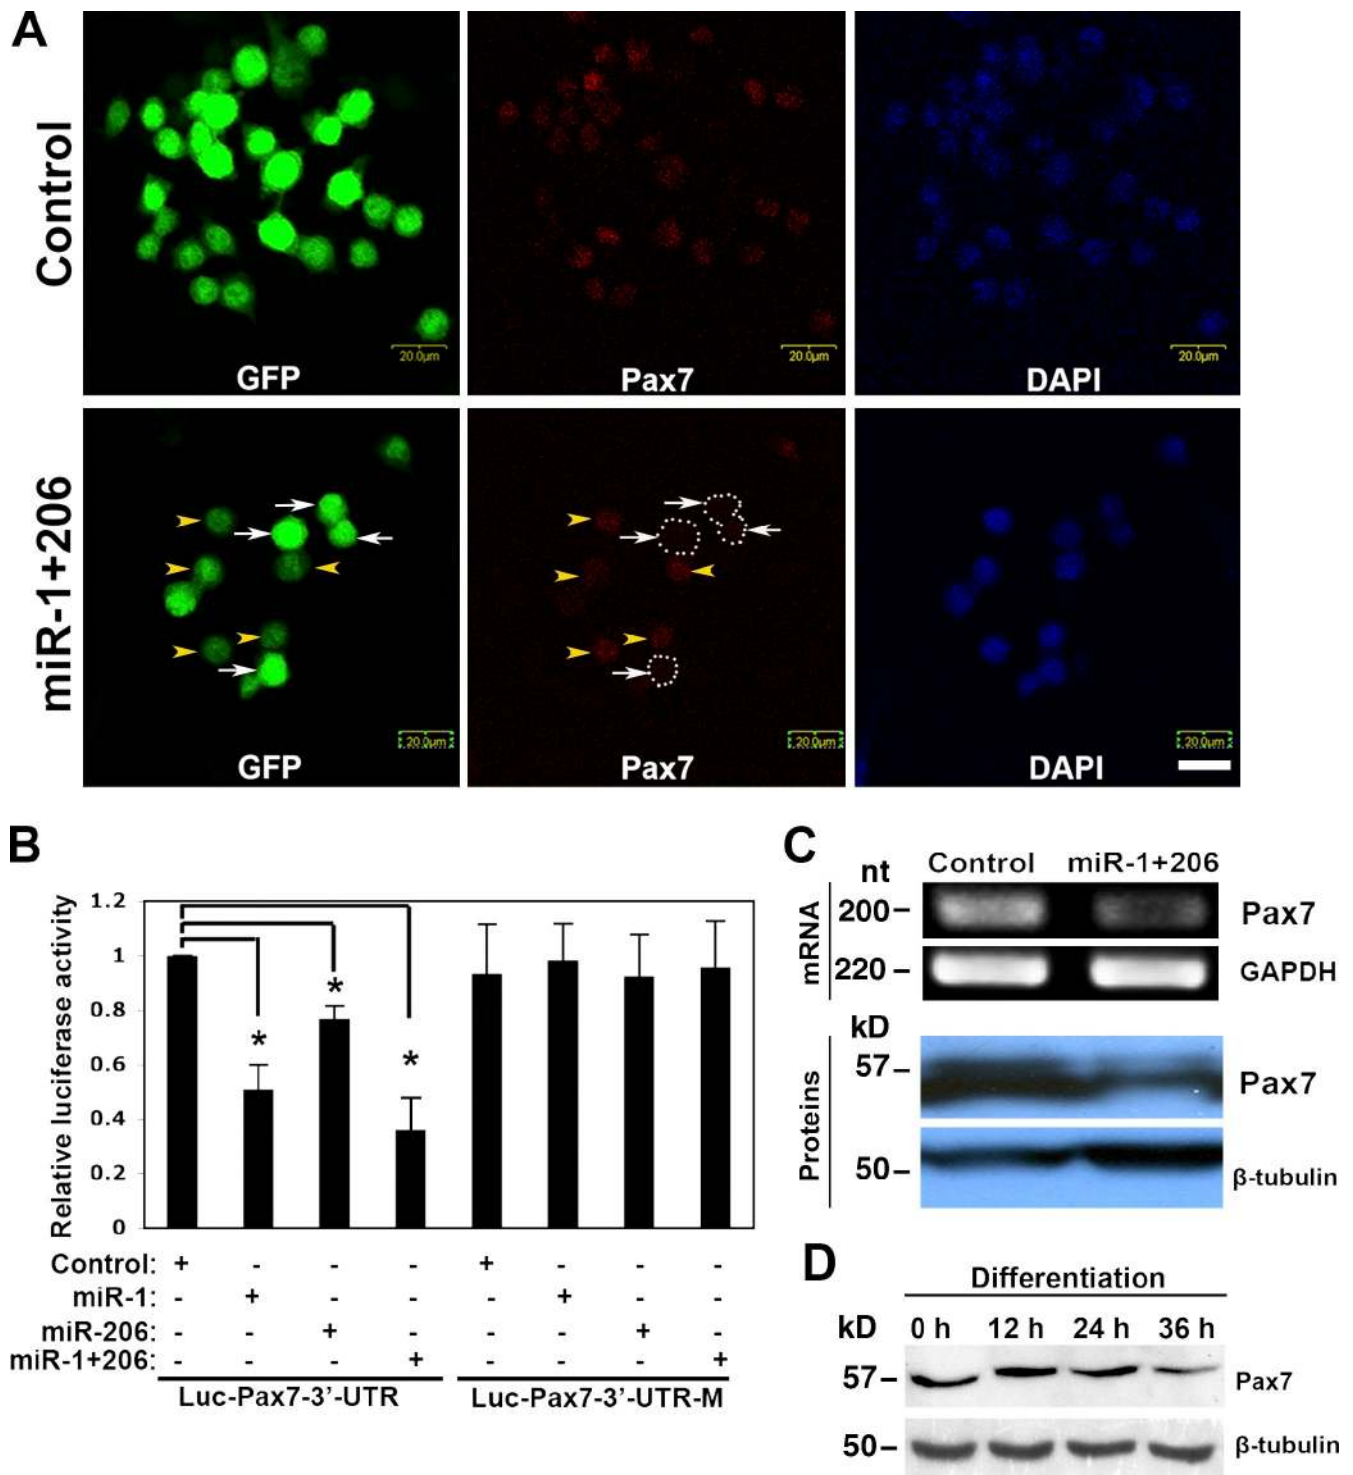 A
Control
20.0µm
20.0µm
20.0µm
GFP
Pax7
DAPI
miR-1+206
20.0µm
20.0µm
20.0µm
GFP
Pax7
DAPI
B
Relative luciferase activity
1.2
1
0.8
0.6
0.4
0.2
0
*
*
*
Control: + - - - + - - -
miR-1: - + - - - + - -
miR-206: - - + - - - + -
miR-1+206: - - - + - - - +
Luc-Pax7-3’-UTR
Luc-Pax7-3’-UTR-M
C
nt
Control
miR-1+206
mRNA
200–
Pax7
220–
GAPDH
kD
Proteins
57–
Pax7
50–
β-tubulin
D
Differentiation
kD
0 h
12 h
24 h
36 h
57–
Pax7
50–
β-tubulin